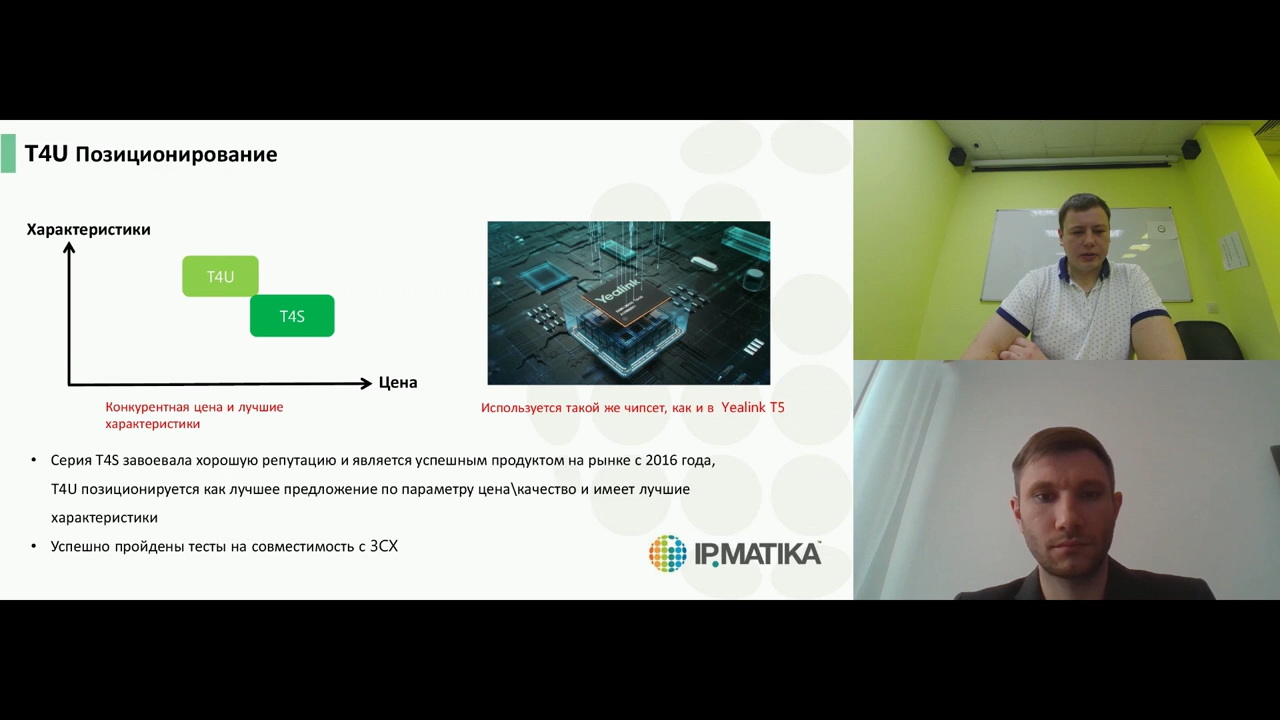 T4U Позиционирование
Характеристики
T4U
T4S
Цена
Конкурентная цена и лучшие
характеристики
Yealink
Используется такой же чипсет, как и в Yealink T5
• Серия T4S завоевала хорошую репутацию и является успешным продуктом на рынке с 2016 года,
T4U позиционируется как лучшее предложение по параметру цена\качество и имеет лучшие
характеристики
• Успешно пройдены тесты на совместимость с 3CX
IPMATIKA™